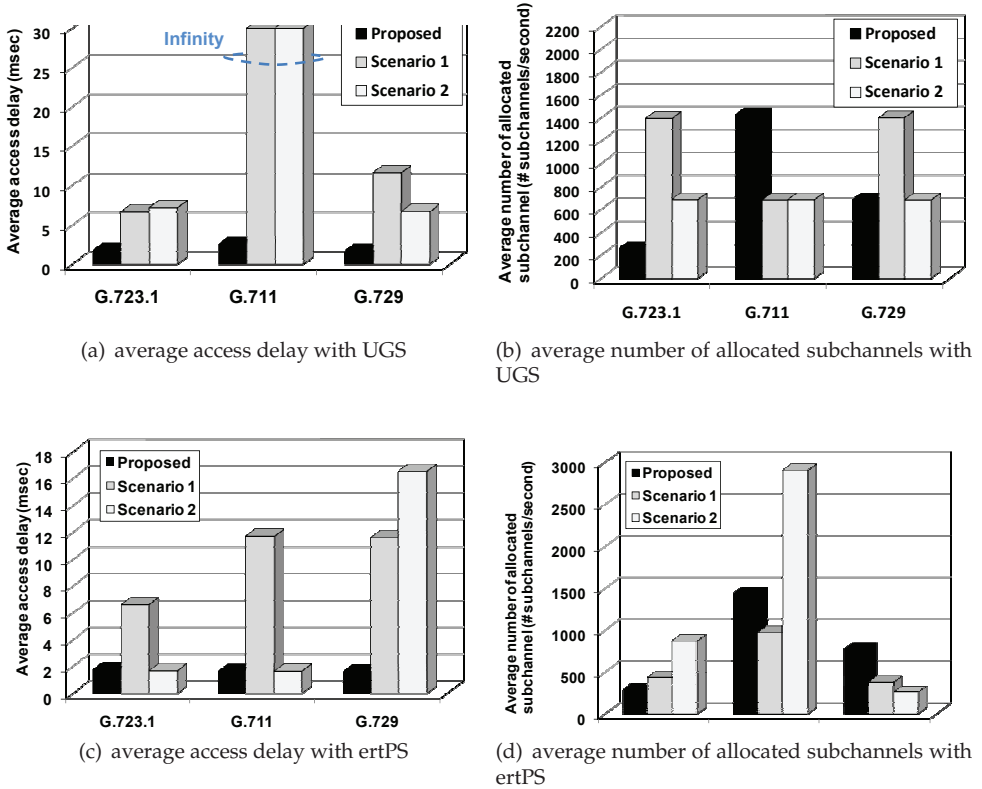 Average access delay (msec)
30
25
20
15
10
5
0
Infinity
Proposed
Scenario 1
Scenario 2
G.723.1
G.711
G.729
(a) average access delay with UGS
Average number of allocated
subchannel (# subchannels/second)
2200
2000
1800
1600
1400
1200
1000
800
600
400
200
0
Proposed
Scenario 1
Scenario 2
G.723.1
G.711
G.729
(b) average number of allocated subchannels with
UGS
Average access delay (msec)
18
16
14
12
10
8
6
4
2
0
Proposed
Scenario 1
Scenario 2
G.723.1
G.711
G.729
(c) average access delay with ertPS
Average number of allocated
subchannel (# subchannels/second)
3000
2500
2000
1500
1000
500
0
Proposed
Scenario 1
Scenario 2
(d) average number of allocated subchannels with
ertPS